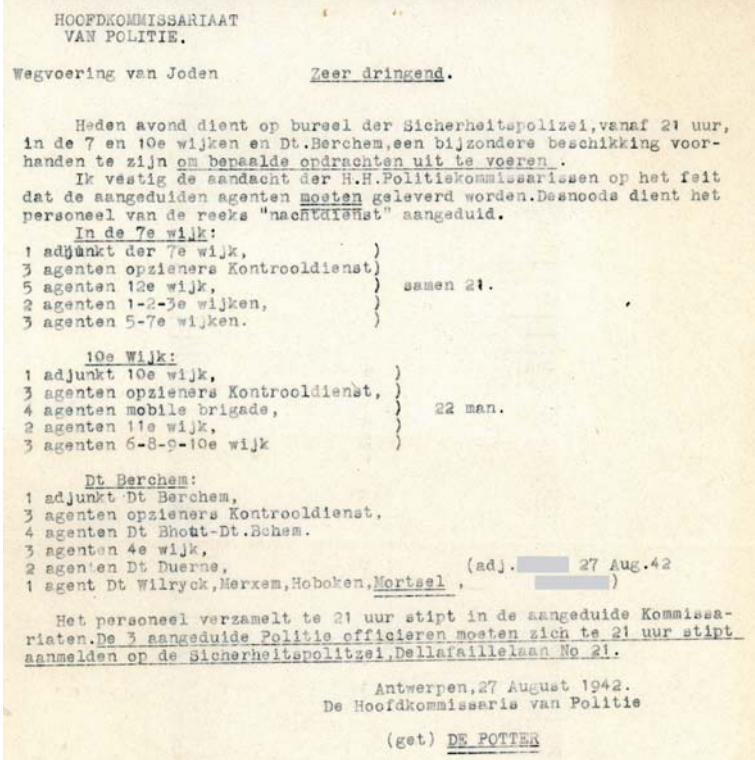 HOOFDKOMMISSARIAAT
VAN POLITIE.
Wegvoering van Joden Zeer dringend.
Heden avond dient op bureel der Sicherheitspolizei,vanaf 21 uur,
in de 7 en 10e wijken en Dt.Berchem,een bijzondere beschikking voor-
handen te zijn om bepaalde opdrachten uit te voeren .
Ik vestig de aandacht der H.H.Politiekommissarissen op het feit
dat de aangeduiden agenten moeten geleverd worden.Desnoods dient het
personeel van de reeks "nachtdienst" aangeduid.
In de 7e wijk:
1 adjunkt der 7e wijk, )
3 agenten opzieners Kontrooldienst)
5 agenten 12e wijk, ) samen 21.
2 agenten 1-2-3e wijken, )
3 agenten 5-7e wijken. )
10e Wijk:
1 adjunkt 10e wijk, )
3 agenten opzieners Kontrooldienst, )
4 agenten mobile brigade, ) 22 man.
2 agenten 11e wijk, )
3 agenten 6-8-9-10e wijk )
Dt Berchem:
1 adjunkt Dt Berchem,
3 agenten opzieners Kontrooldienst,
4 agenten Dt Bhout-Dt.Bchem.
3 agenten 4e wijk,
2 agenten Dt Duerne, (adj. 27 Aug.42
1 agent Dt Wilryck,Merxem,Hoboken,Mortsel , )
Het personeel verzamelt te 21 uur stipt in de aangeduide Kommissa-
riaten.De 3 aangeduide Politie officieren moeten zich te 21 uur stipt
aanmelden op de Sicherheitspolitzei,Dellafaillelaan No 21.
Antwerpen,27 August 1942.
De Hoofdkommissaris van Politie
(get) DE POTTER